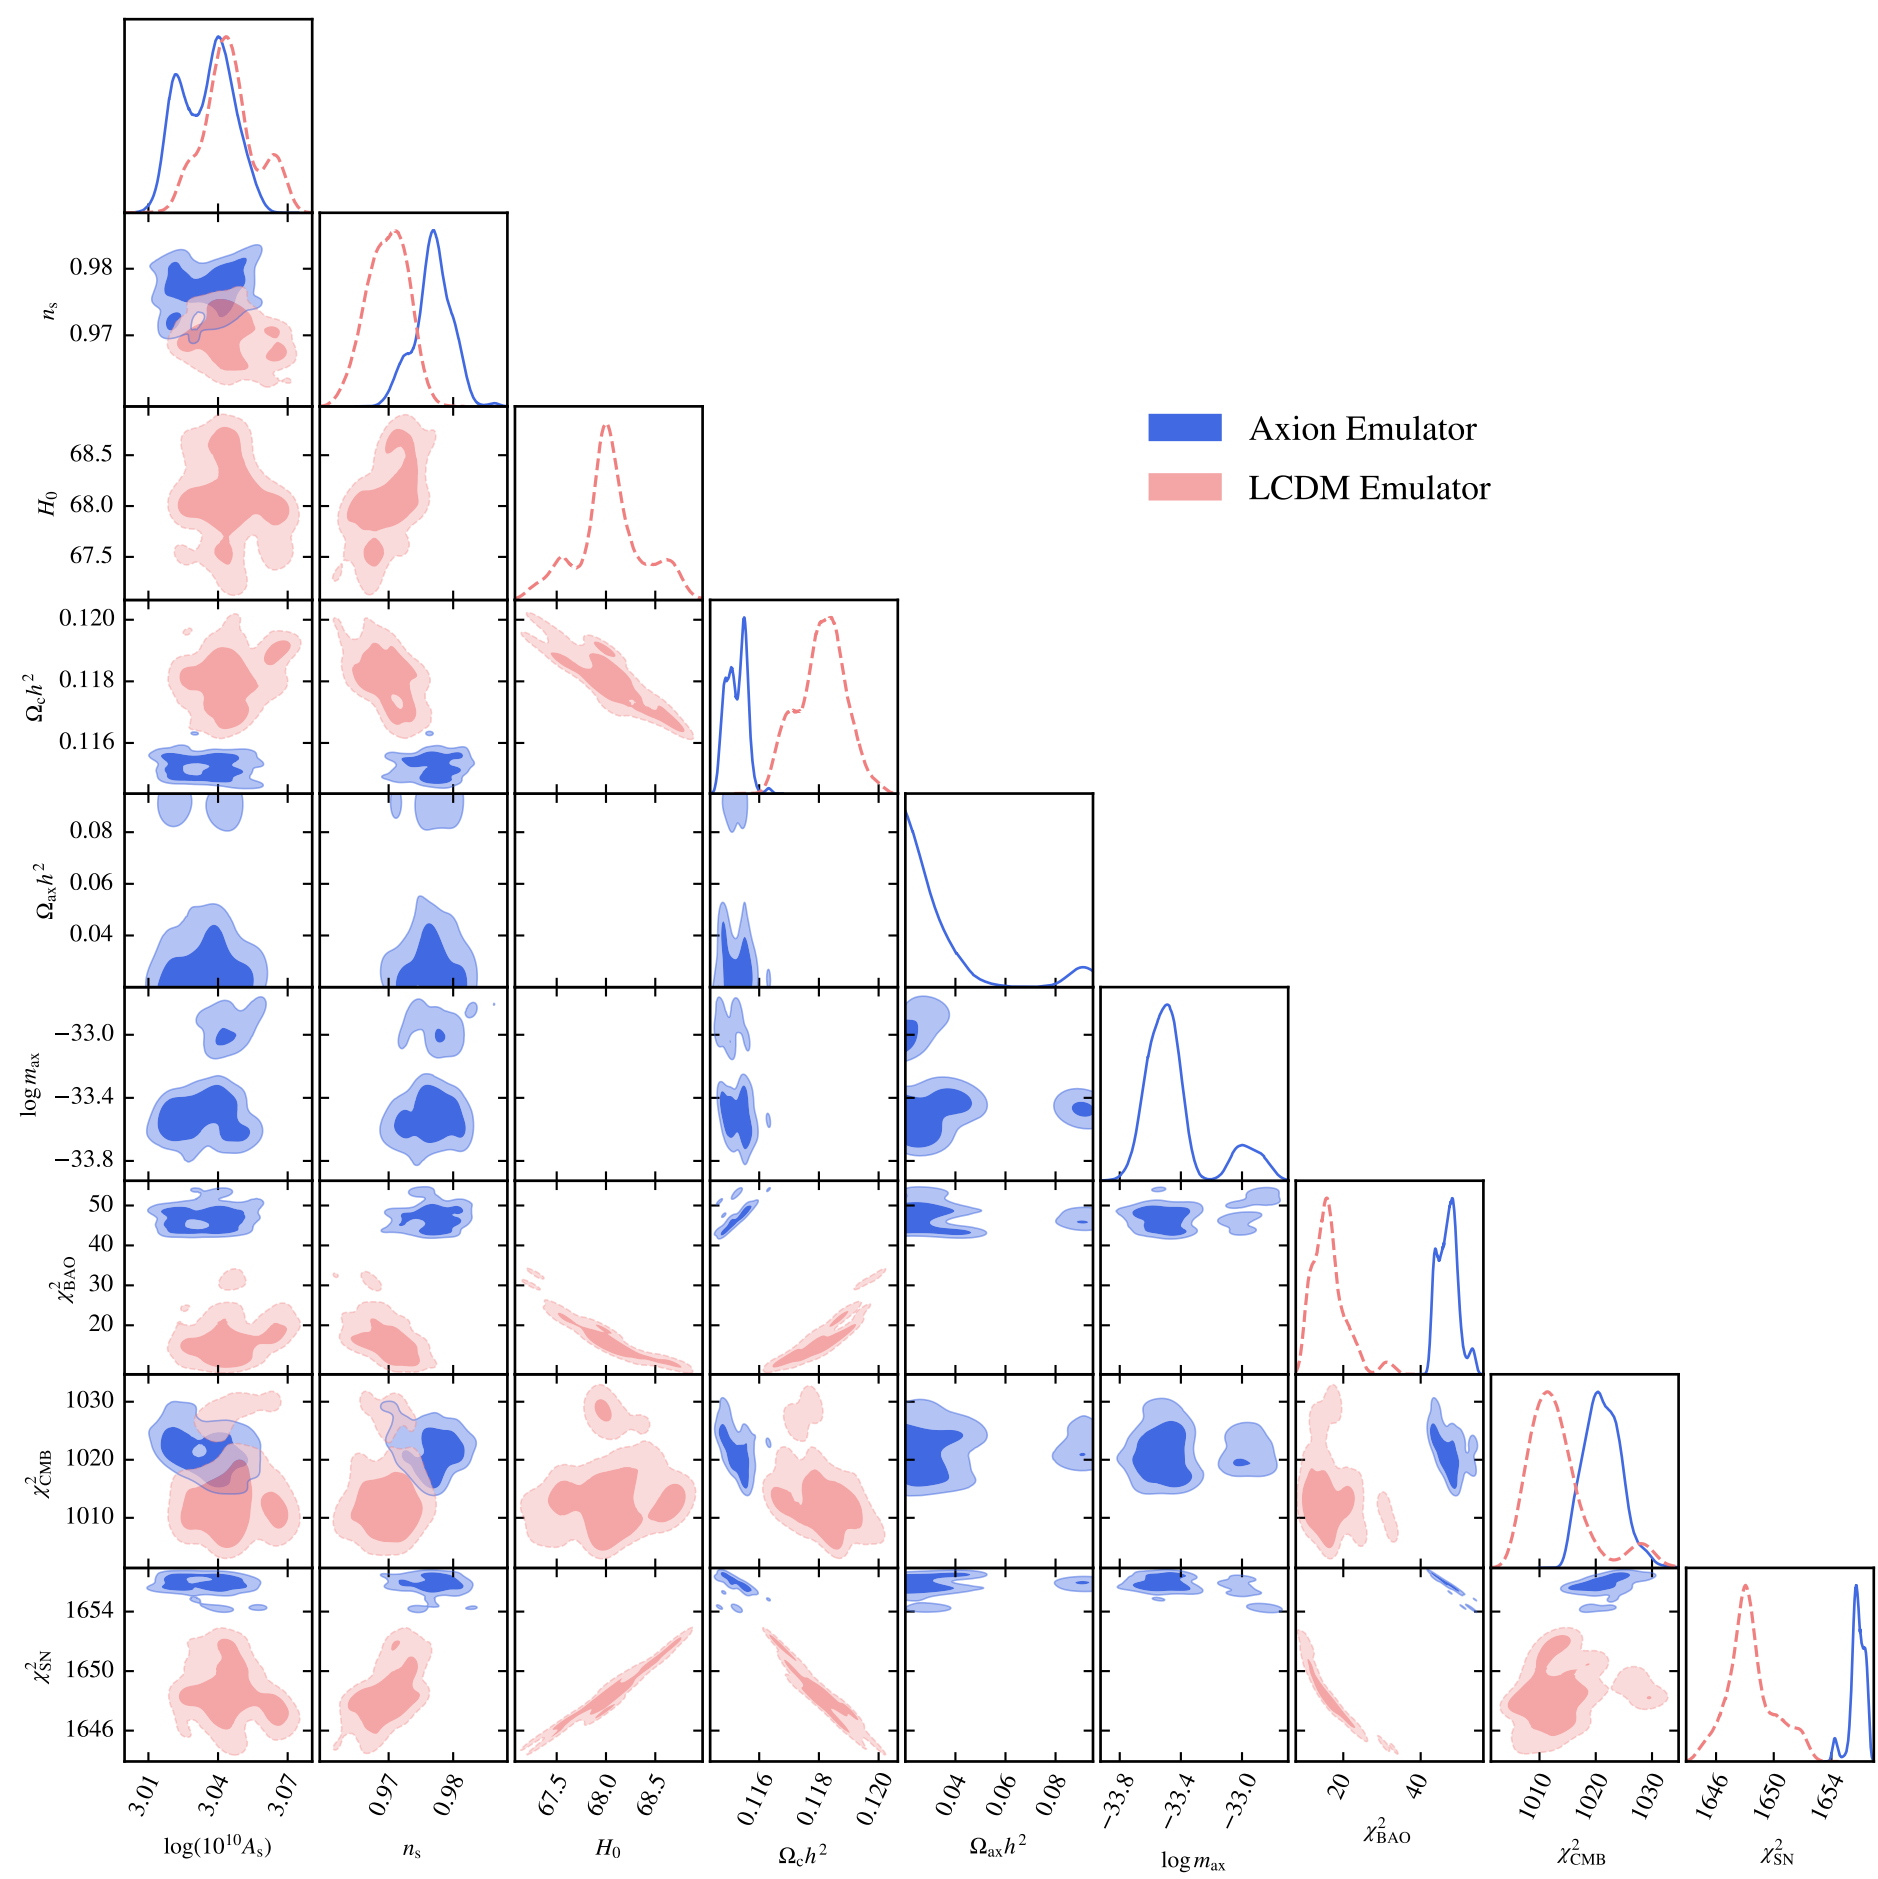 Axion Emulator
LCDM Emulator
0.98
0.97
n_s
68.5
68.0
67.5
H_0
0.120
0.118
0.116
Ω_c h^2
0.08
0.06
0.04
Ω_ax h^2
−33.0
−33.4
−33.8
log m_ax
50
40
30
20
χ^2_BAO
1030
1020
1010
χ^2_CMB
1654
1650
1646
χ^2_SN
3.01 3.04 3.07
0.97 0.98
67.5 68.0 68.5
0.116 0.118 0.120
0.04 0.06 0.08
−33.8 −33.4 −33.0
20 40
1010 1020 1030
1646 1650 1654
log(10^10 A_s)
n_s
H_0
Ω_c h^2
Ω_ax h^2
log m_ax
χ^2_BAO
χ^2_CMB
χ^2_SN